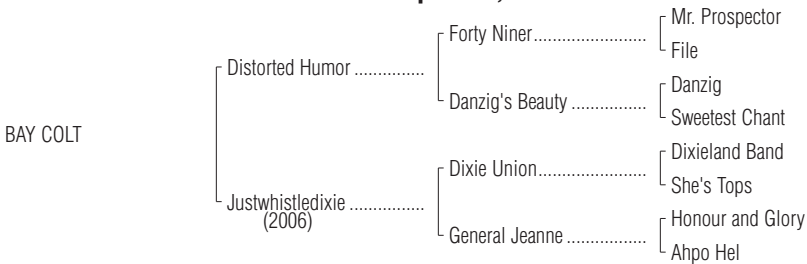 Mr. Prospector
Forty Niner
File
Distorted Humor
Danzig
Danzig's Beauty
Sweetest Chant
BAY COLT
Dixieland Band
Dixie Union
She's Tops
Justwhistledixie
(2006)
Honour and Glory
General Jeanne
Ahpo Hel